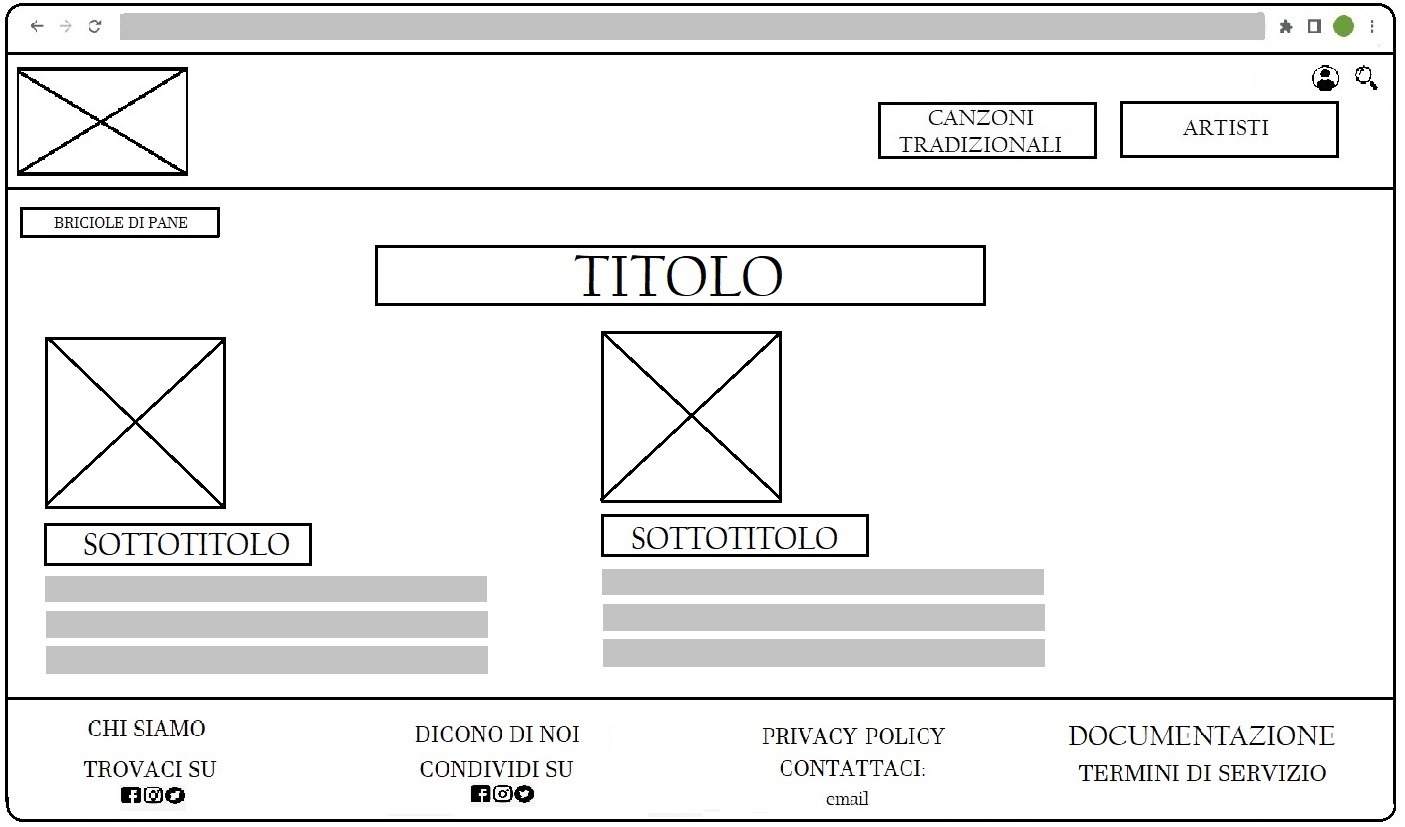 CANZONI
TRADIZIONALI
ARTISTI
BRICIOLE DI PANE
TITOLO
SOTTOTITOLO
SOTTOTITOLO
CHI SIAMO
TROVACI SU
DICONO DI NOI
CONDIVIDI SU
PRIVACY POLICY
CONTATTACI:
email
DOCUMENTAZIONE
TERMINI DI SERVIZIO